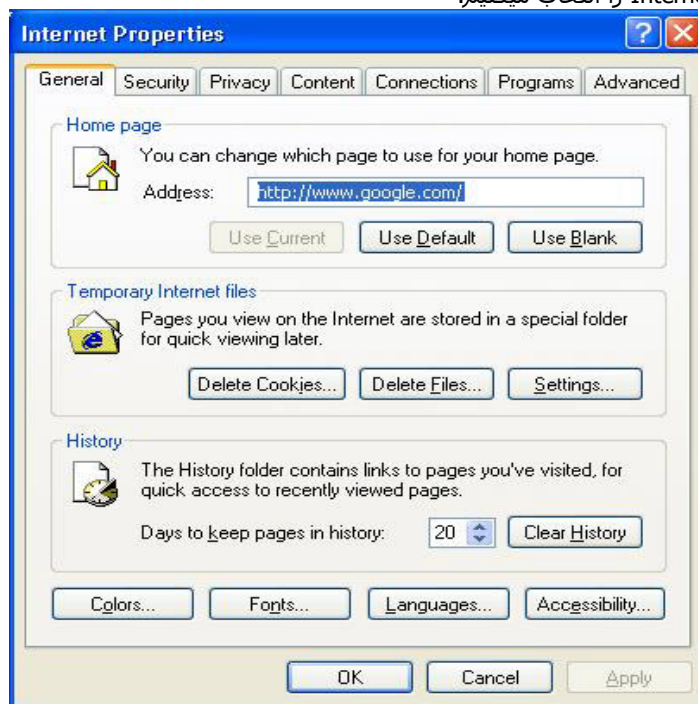 Internet را انتخاب میکنیم.
Internet Properties
General Security Privacy Content Connections Programs Advanced
Home page
You can change which page to use for your home page.
Address: http://www.google.com/
Use Current Use Default Use Blank
Temporary Internet files
Pages you view on the Internet are stored in a special folder
for quick viewing later.
Delete Cookies... Delete Files... Settings...
History
The History folder contains links to pages you've visited, for
quick access to recently viewed pages.
Days to keep pages in history: 20 Clear History
Colors... Fonts... Languages... Accessibility...
OK Cancel Apply